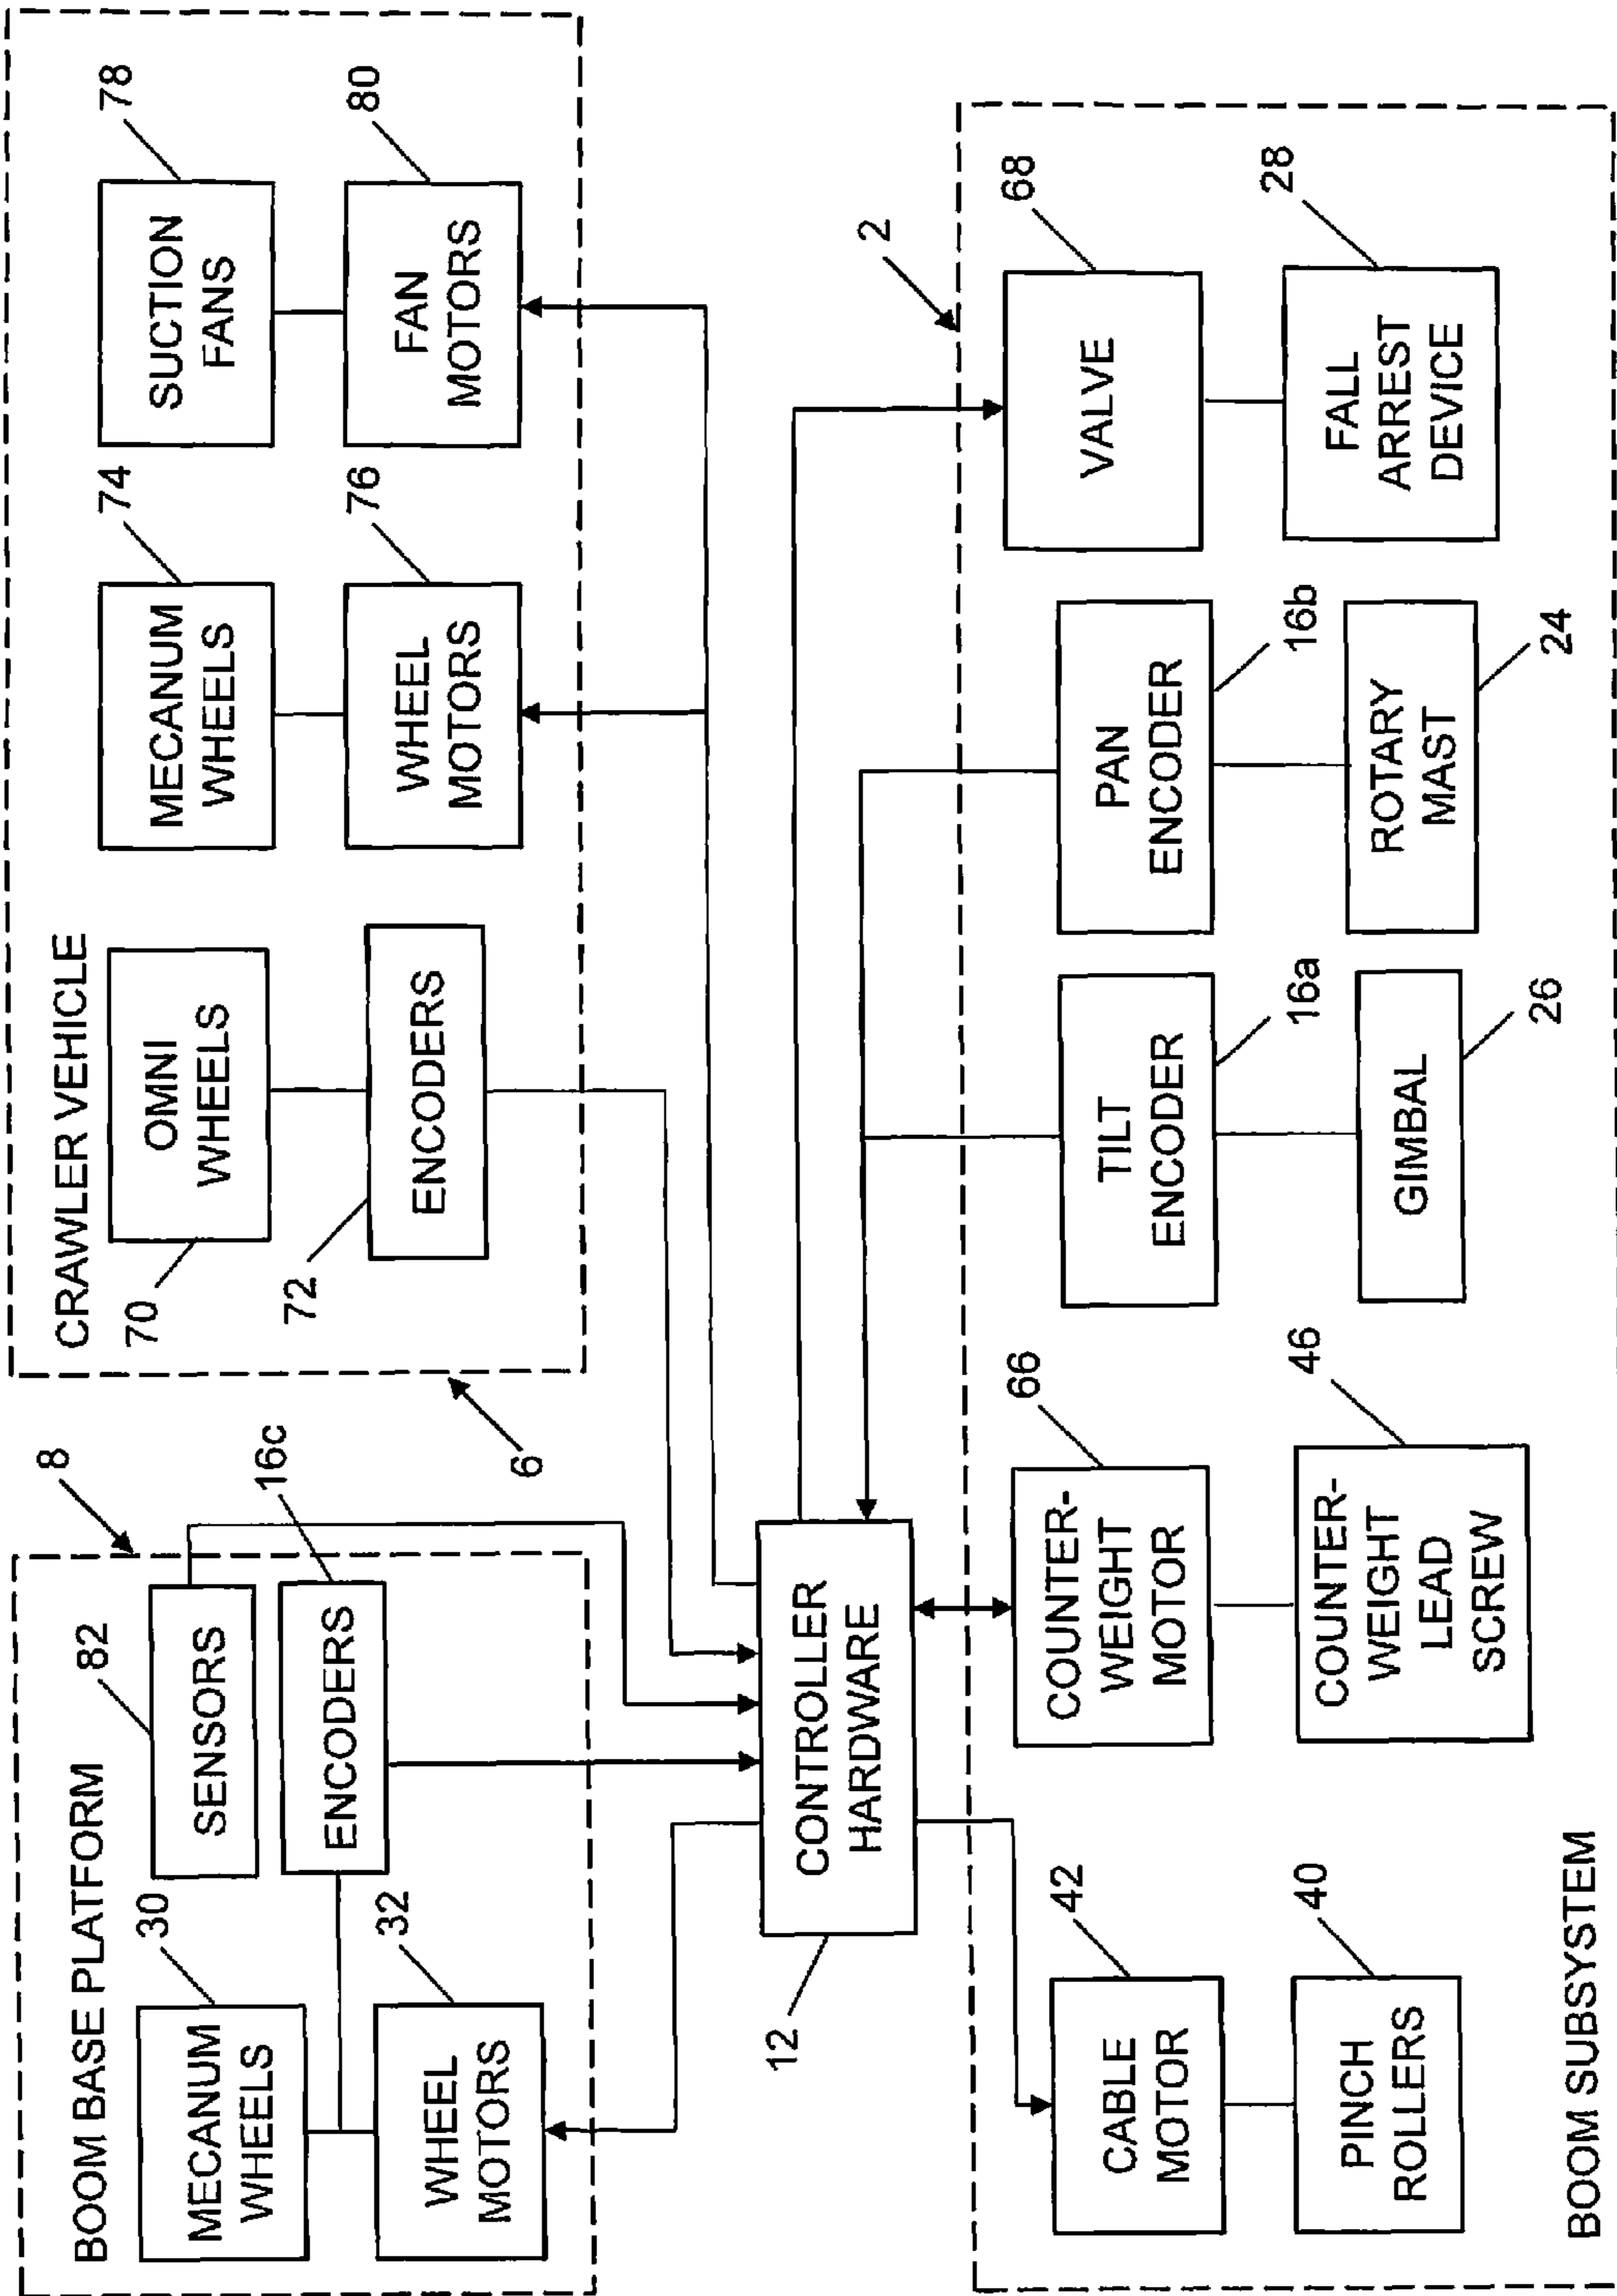 BOOM BASE PLATFORM
8
MECANUM
WHEELS
30
WHEEL
MOTORS
32
SENSORS
82
ENCODERS
16c
CRAWLER VEHICLE
6
OMNI
WHEELS
70
ENCODERS
72
MECANUM
WHEELS
74
WHEEL
MOTORS
76
SUCTION
FANS
78
FAN
MOTORS
80
CONTROLLER
HARDWARE
12
2
CABLE
MOTOR
42
PINCH
ROLLERS
40
COUNTER-
WEIGHT
MOTOR
66
COUNTER-
WEIGHT
LEAD
SCREW
46
TILT
ENCODER
16a
GIMBAL
26
PAN
ENCODER
16b
ROTARY
MAST
24
VALVE
68
FALL
ARREST
DEVICE
28
BOOM SUBSYSTEM